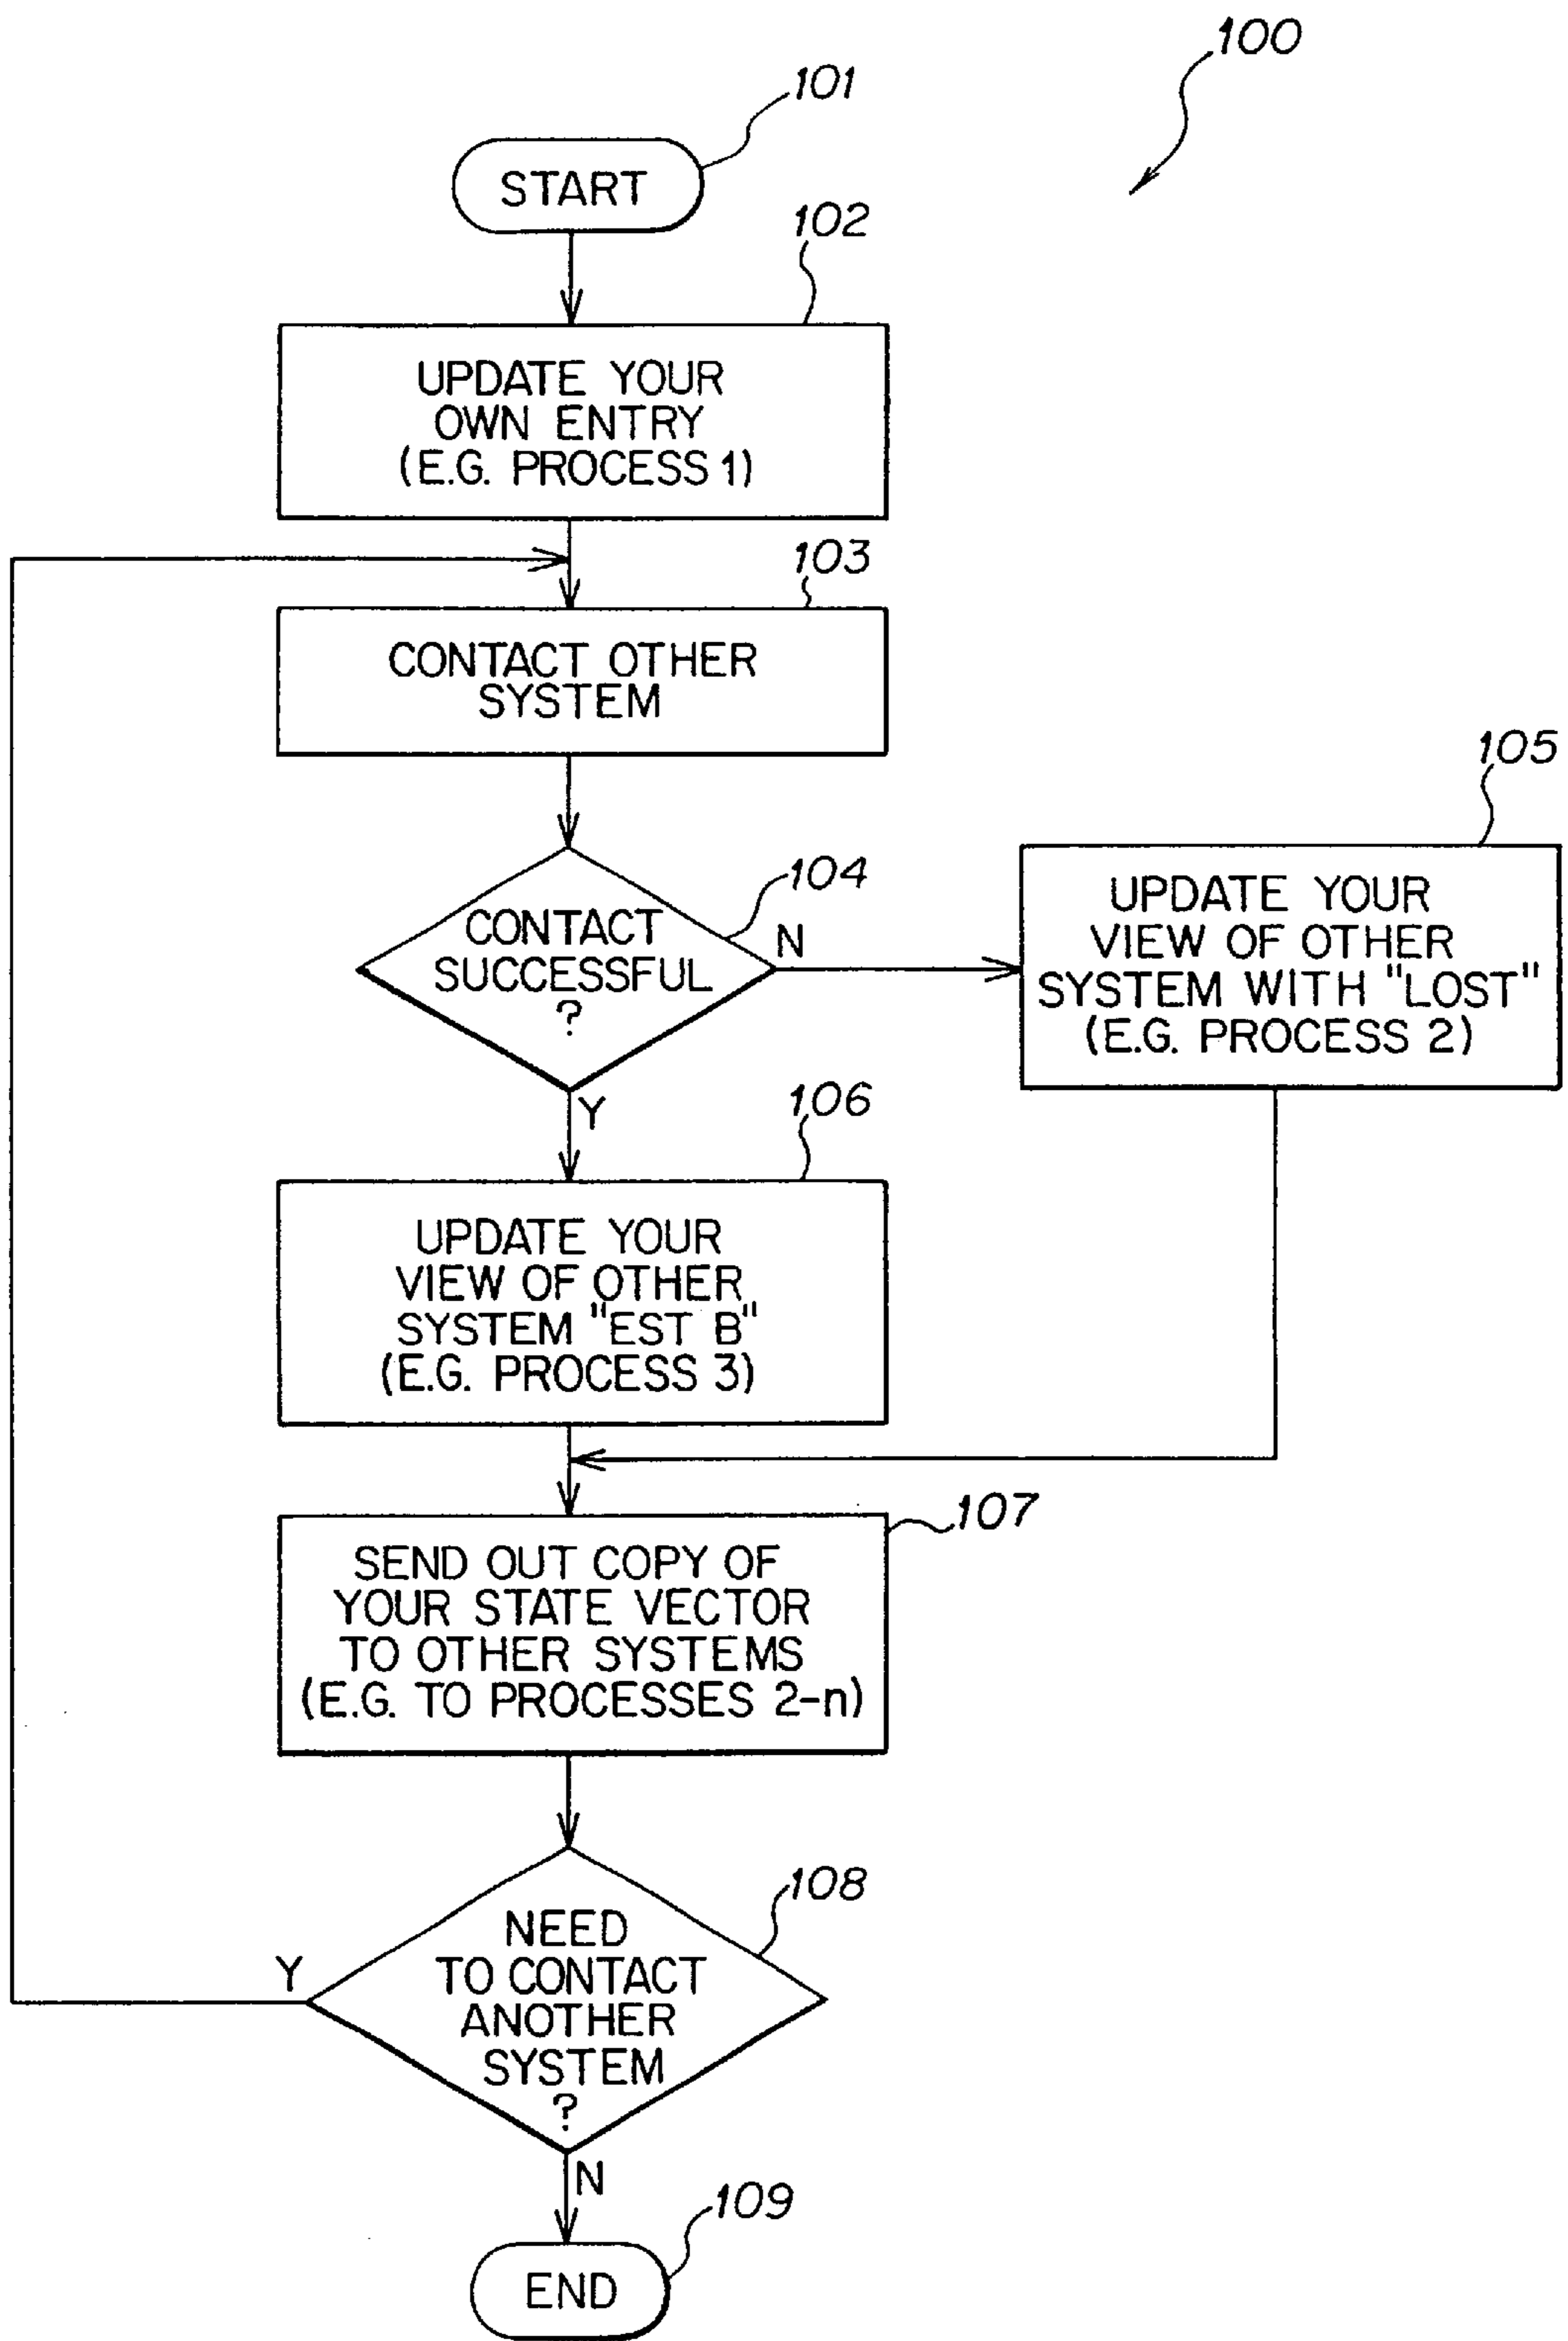 100
101
START
102
UPDATE YOUR
OWN ENTRY
(E.G. PROCESS 1)
103
CONTACT OTHER
SYSTEM
104
CONTACT
SUCCESSFUL
?
N
105
UPDATE YOUR
VIEW OF OTHER
SYSTEM WITH "LOST"
(E.G. PROCESS 2)
Y
106
UPDATE YOUR
VIEW OF OTHER
SYSTEM "EST B"
(E.G. PROCESS 3)
107
SEND OUT COPY OF
YOUR STATE VECTOR
TO OTHER SYSTEMS
(E.G. TO PROCESSES 2-n)
108
NEED
TO CONTACT
ANOTHER
SYSTEM
?
Y
N
109
END